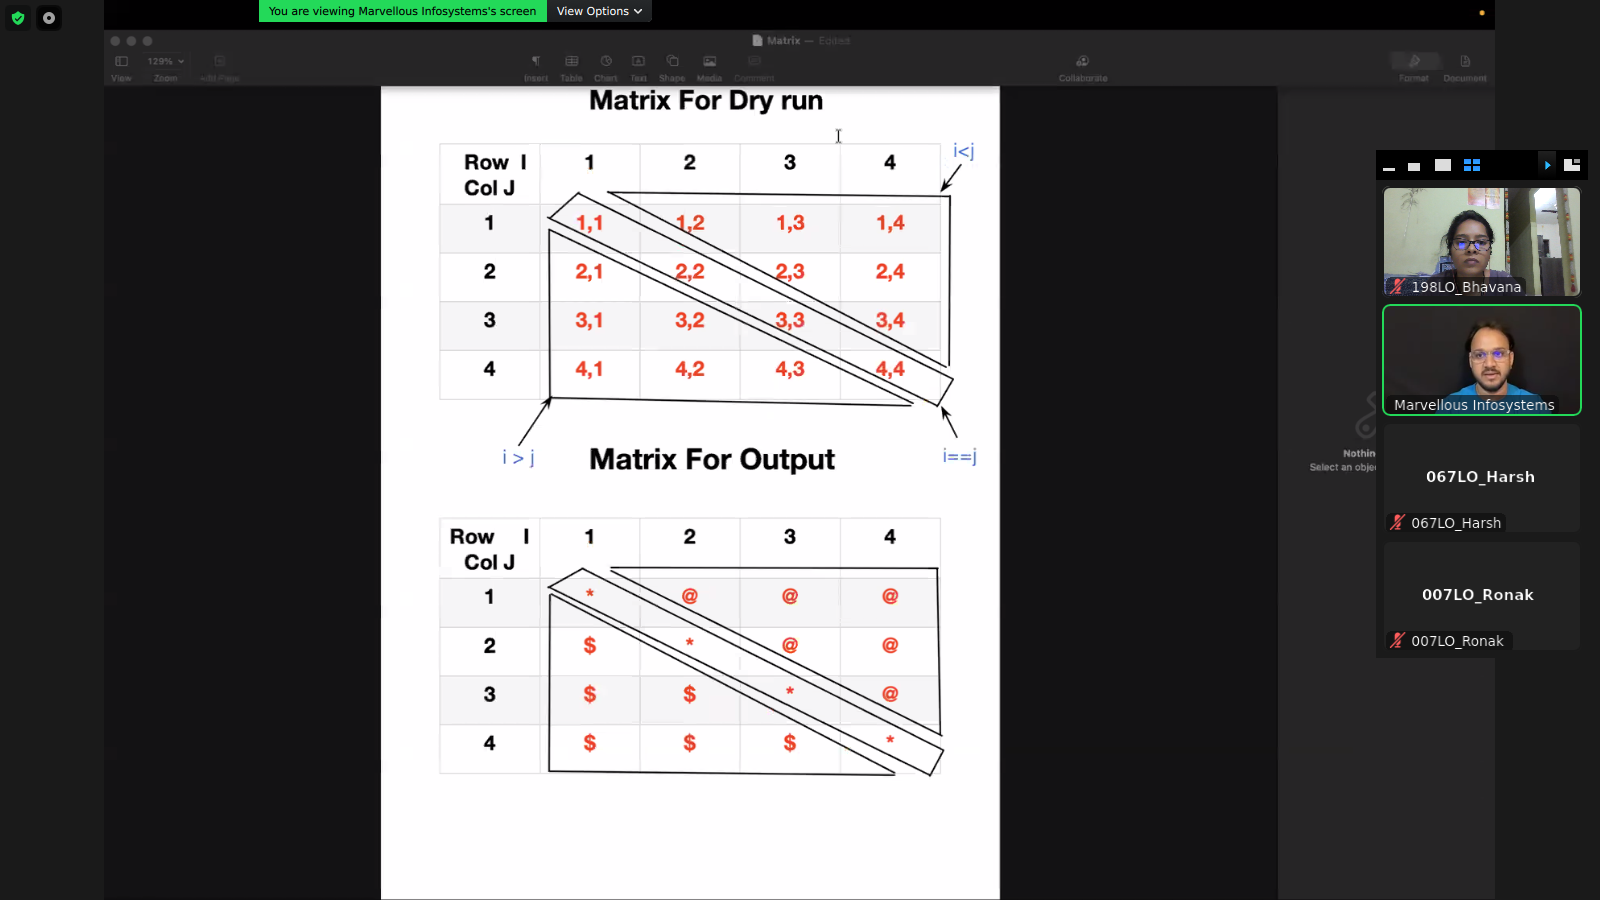 You are viewing Marvellous Infosystems's screen View Options
Matrix — Edited
129%
View Zoom Add Page Insert Table Chart Text Shape Media Comment Collaborate Format Document
Matrix For Dry run
i<j
Row I 1 2 3 4
Col J
1 1,1 1,2 1,3 1,4
2 2,1 2,2 2,3 2,4
3 3,1 3,2 3,3 3,4
4 4,1 4,2 4,3 4,4
i > j
i==j
Matrix For Output
Row I 1 2 3 4
Col J
1 * @ @ @
2 $ * @ @
3 $ $ * @
4 $ $ $ *
Select an obje
198LO_Bhavana
Marvellous Infosystems
067LO_Harsh
067LO_Harsh
007LO_Ronak
007LO_Ronak